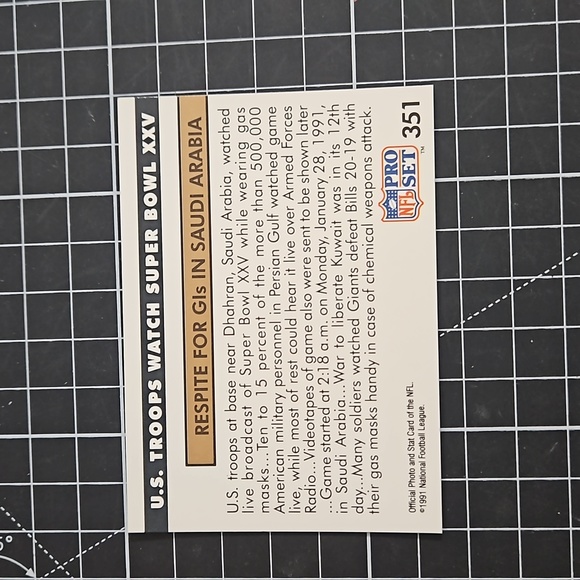 U.S. TROOPS WATCH SUPER BOWL XXV
RESPITE FOR GIs IN SAUDI ARABIA
U.S. troops at base near Dhahran, Saudi Arabia, watched
live broadcast of Super Bowl XXV while wearing gas
masks...Ten to 15 percent of the more than 500,000
American military personnel in Persian Gulf watched game
live, while most of rest could hear it live over Armed Forces
Radio...Videotapes of game also were sent to be shown later
...Game started at 2:18 a.m. on Monday, January 28, 1991,
in Saudi Arabia...War to liberate Kuwait was in its 12th
day...Many soldiers watched Giants defeat Bills 20-19 with
their gas masks handy in case of chemical weapons attack.
NFL PRO SET™ 351
Official Photo and Stat Card of the NFL.
©1991 National Football League.